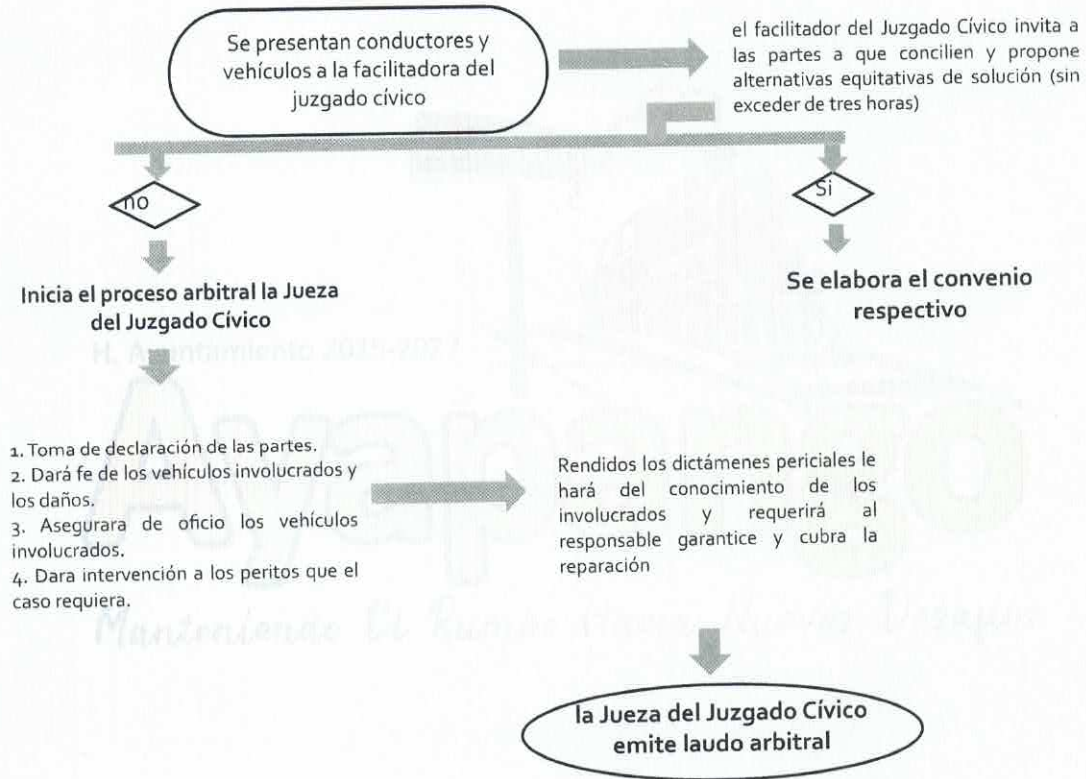 Se presentan conductores y
vehículos a la facilitadora del
juzgado cívico
el facilitador del Juzgado Cívico invita a
las partes a que concilien y propone
alternativas equitativas de solución (sin
exceder de tres horas)
no
Si
Inicia el proceso arbitral la Jueza
del Juzgado Cívico
Se elabora el convenio
respectivo
H. Ayuntamiento
Ayapango
1. Toma de declaración de las partes.
2. Dará fe de los vehículos involucrados y
los daños.
3. Asegurara de oficio los vehículos
involucrados.
4. Dara intervención a los peritos que el
caso requiera.
Rendidos los dictámenes periciales le
hará del conocimiento de los
involucrados y requerirá al
responsable garantice y cubra la
reparación
Manteniendo El Rumbo
la Jueza del Juzgado Cívico
emite laudo arbitral